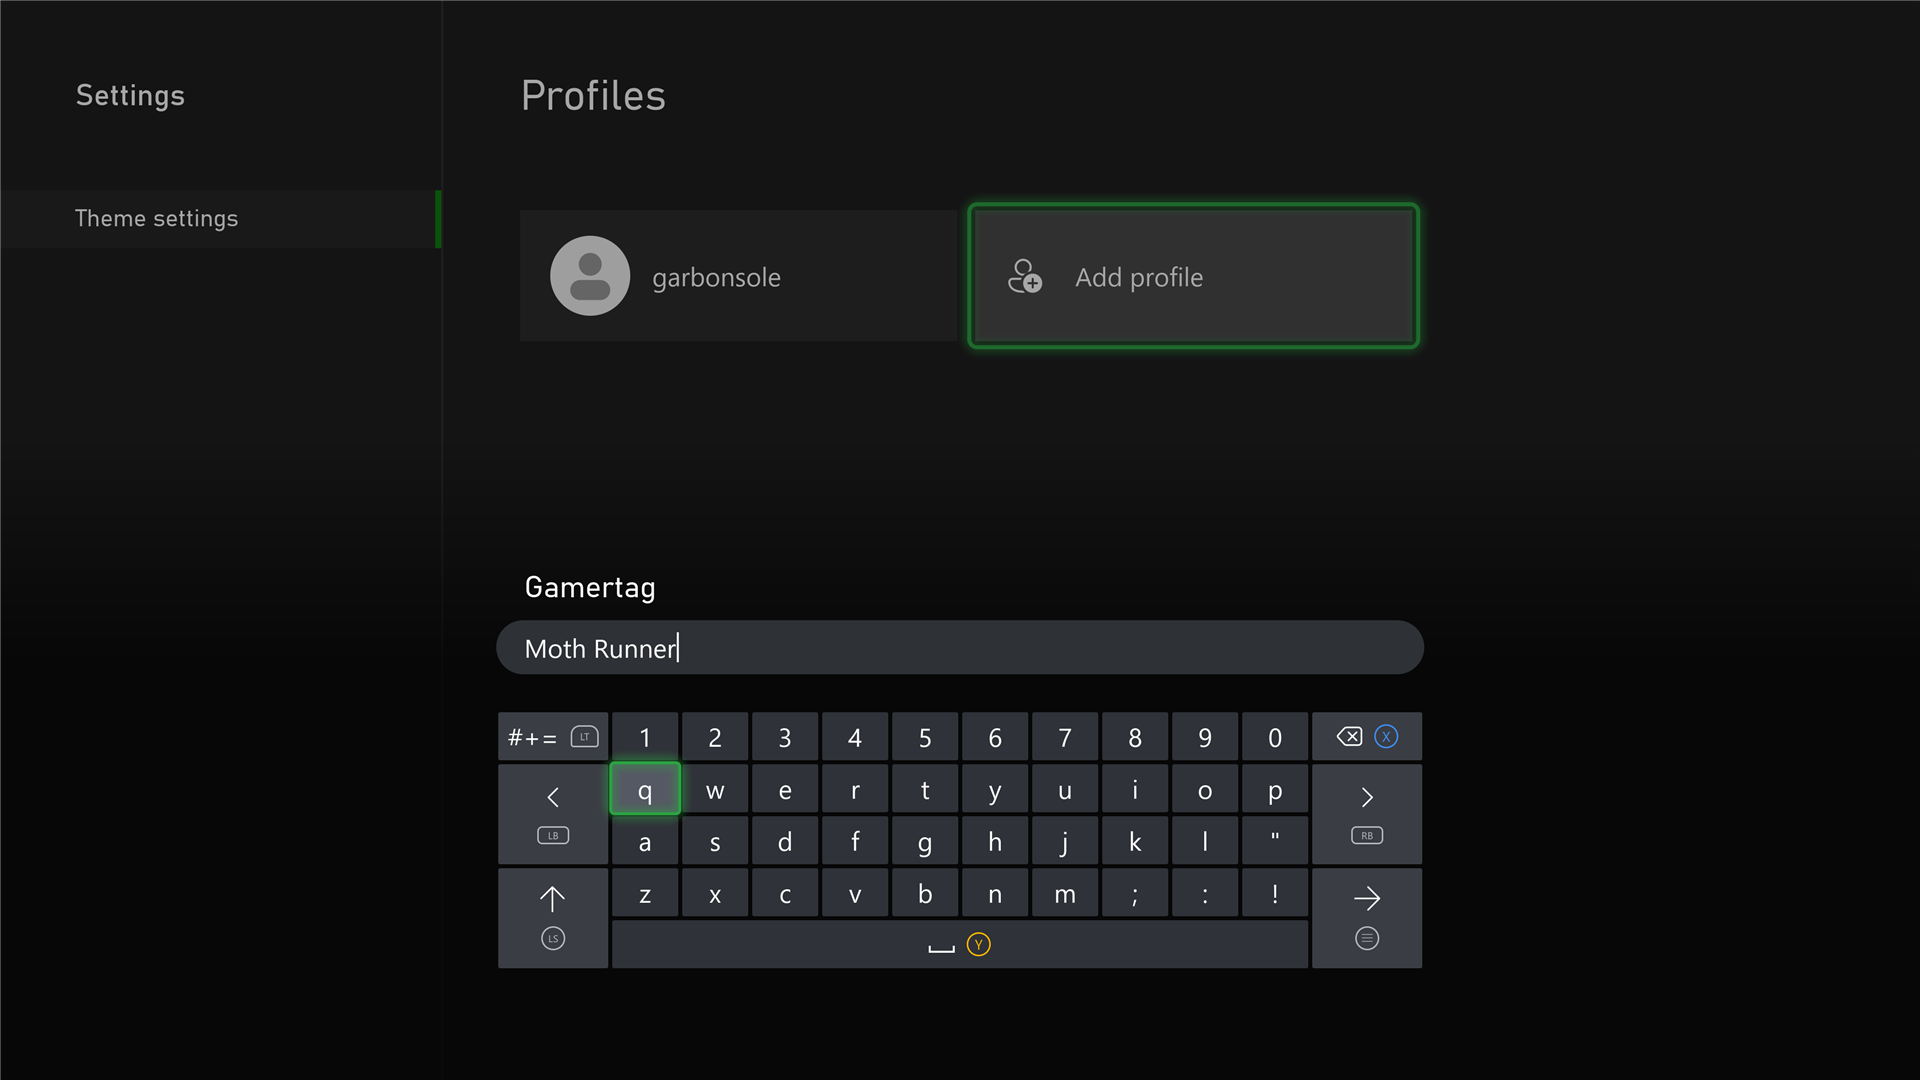 Settings
Profiles
Theme settings
garbonsole
Add profile
Gamertag
Moth Runner
#+= LT 1 2 3 4 5 6 7 8 9 0 X
q w e r t y u i o p
LB a s d f g h j k l " RB
z x c v b n m ; : !
LS Y